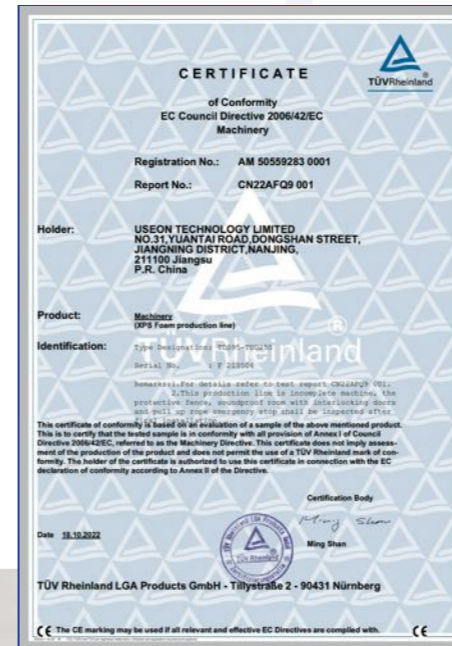 TÜVRheinland®
CERTIFICATE
of Conformity
EC Council Directive 2006/42/EC
Machinery
Registration No.: AM 50559283 0001
Report No.: CN22AFQ9 001
Holder: USEON TECHNOLOGY LIMITED
NO.31,YUANTAI ROAD,DONGSHAN STREET,
JIANGNING DISTRICT,NANJING,
211100 Jiangsu
P.R. China
Product: Machinery
(XPS Foam production line)
Identification: Type Designation:
Serial No. :
Remarks:1.For details refer to test report CN22AFQ9 001.
2.This production line is incomplete machine, the
protective fence, soundproof room with interlocking doors
and pull up rope emergency stop shall be inspected after
This certificate of conformity is based on an evaluation of a sample of the above mentioned product.
This is to certify that the tested sample is in conformity with all provision of Annex I of Council
Directive 2006/42/EC, referred to as the Machinery Directive. This certificate does not imply assess-
ment of the production of the product and does not permit the use of a TÜV Rheinland mark of con-
formity. The holder of the certificate is authorized to use this certificate in connection with the EC
declaration of conformity according to Annex II of the Directive.
Certification Body
Ming Shan
Date 18.10.2022
Ming Shan
TÜV Rheinland LGA Products GmbH - Tillystraße 2 - 90431 Nürnberg
CE The CE marking may be used if all relevant and effective EC Directives are complied with. CE